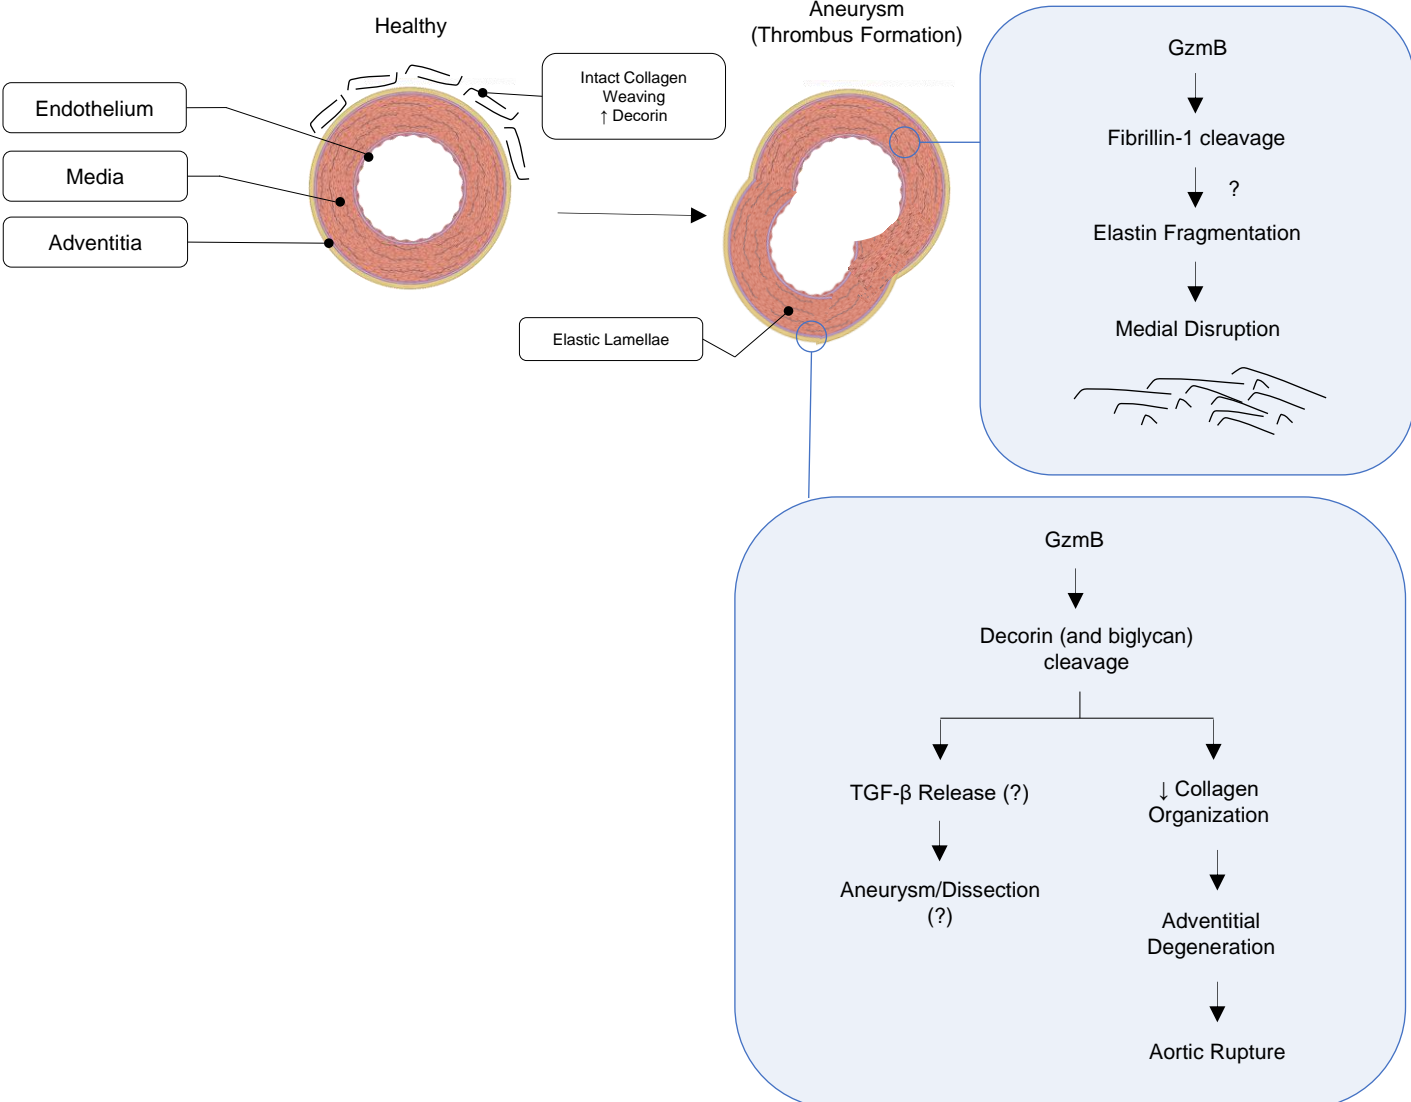 Healthy
Aneurysm
(Thrombus Formation)
Endothelium
Media
Adventitia
Intact Collagen
Weaving
↑ Decorin
Elastic Lamellae
GzmB
Fibrillin-1 cleavage
?
Elastin Fragmentation
Medial Disruption
GzmB
Decorin (and biglycan)
cleavage
TGF-β Release (?)
Aneurysm/Dissection
(?)
↓ Collagen
Organization
Adventitial
Degeneration
Aortic Rupture